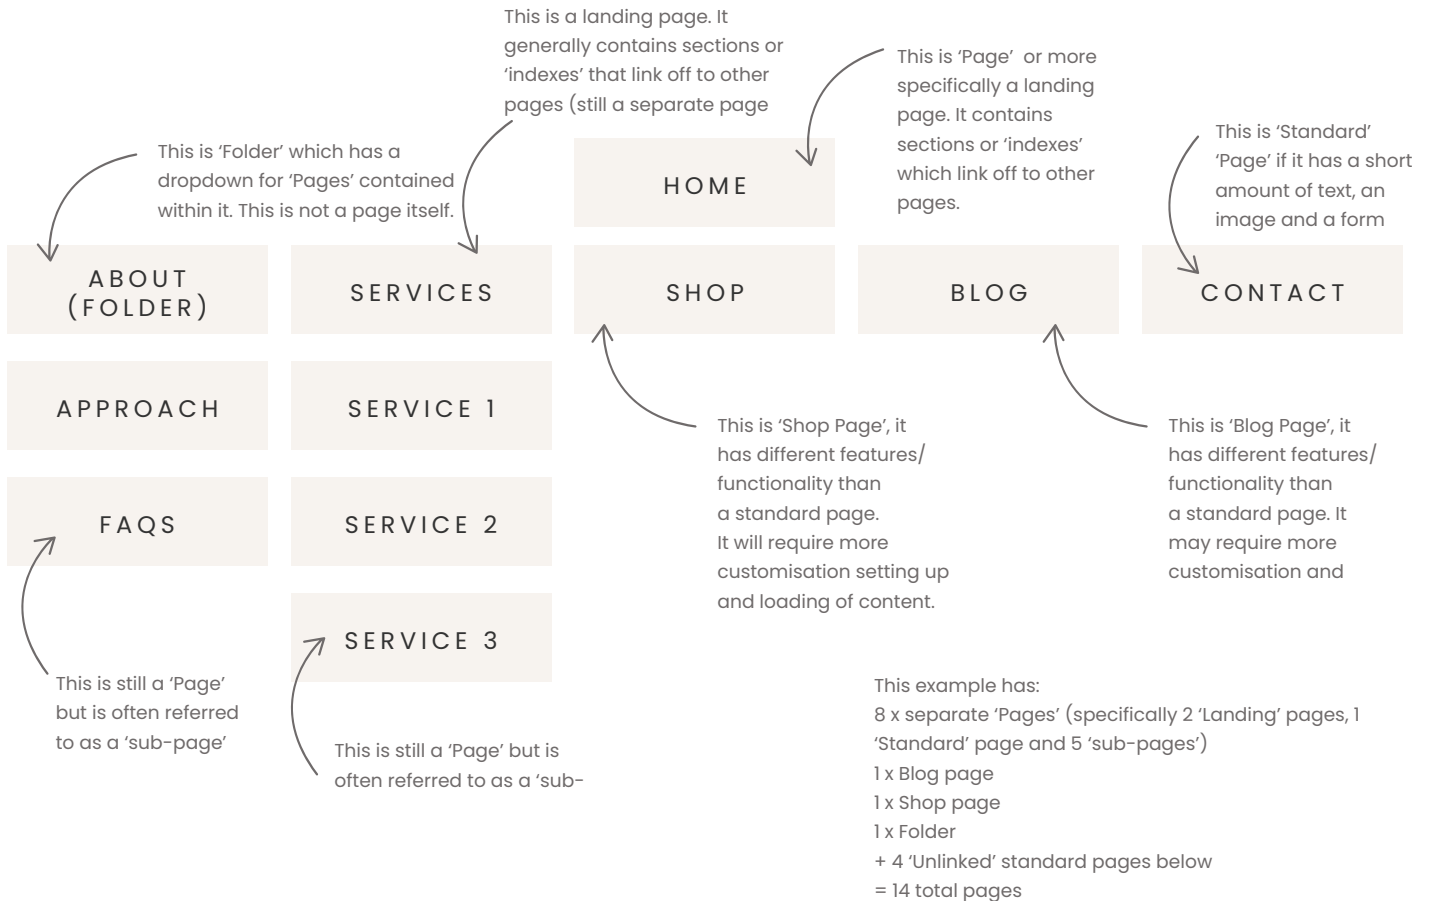 This is a landing page. It
generally contains sections or
‘indexes’ that link off to other
pages (still a separate page
This is ‘Page’  or more
specifically a landing
page. It contains
sections or ‘indexes’
which link off to other
pages.
This is ‘Standard’
‘Page’ if it has a short
amount of text, an
image and a form
This is ‘Folder’ which has a
dropdown for ‘Pages’ contained
within it. This is not a page itself.
HOME
ABOUT
(FOLDER)
SERVICES
SHOP
BLOG
CONTACT
APPROACH
SERVICE 1
FAQS
SERVICE 2
SERVICE 3
This is ‘Shop Page’, it
has different features/
functionality than
a standard page.
It will require more
customisation setting up
and loading of content.
This is ‘Blog Page’, it
has different features/
functionality than
a standard page. It
may require more
customisation and
This is still a ‘Page’
but is often referred
to as a ‘sub-page’
This is still a ‘Page’ but is
often referred to as a ‘sub-
This example has:
8 x separate ‘Pages’ (specifically 2 ‘Landing’ pages, 1
‘Standard’ page and 5 ‘sub-pages’)
1 x Blog page
1 x Shop page
1 x Folder
+ 4 ‘Unlinked’ standard pages below
= 14 total pages